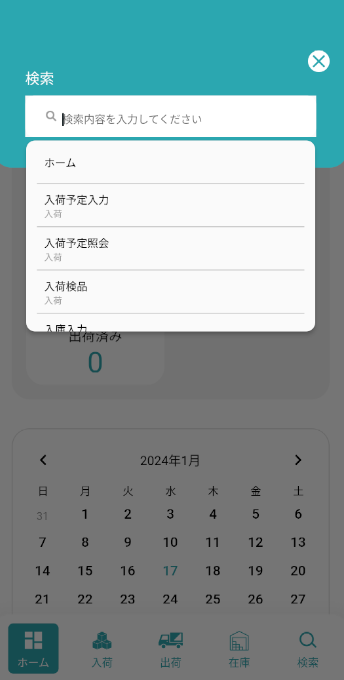 検索
検索内容を入力してください
ホーム
入荷予定入力
入荷
入荷予定照会
入荷
入荷検品
入荷
入庫入力
出荷済み
0
2024年1月
日 月 火 水 木 金 土
31 1 2 3 4 5 6
7 8 9 10 11 12 13
14 15 16 17 18 19 20
21 22 23 24 25 26 27
ホーム 入荷 出荷 在庫 検索